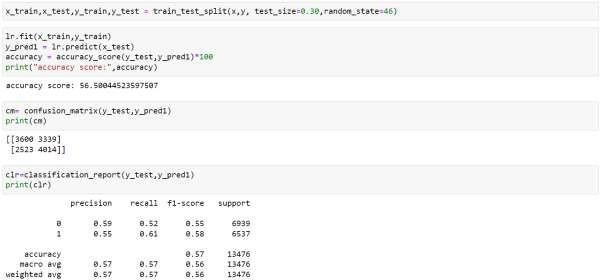 x_train,x_test,y_train,y_test = train_test_split(x,y, test_size=0.30,random_state=46)
lr.fit(x_train,y_train)
y_pred1 = lr.predict(x_test)
accuracy = accuracy_score(y_test,y_pred1)*100
print("accuracy score:",accuracy)
accuracy score: 56.50044523597507
cm= confusion_matrix(y_test,y_pred1)
print(cm)
[[3600 3339]
 [2523 4014]]
clr=classification_report(y_test,y_pred1)
print(clr)
precision recall f1-score support
0 0.59 0.52 0.55 6939
1 0.55 0.61 0.58 6537
accuracy 0.57 13476
macro avg 0.57 0.57 0.56 13476
weighted avg 0.57 0.57 0.56 13476